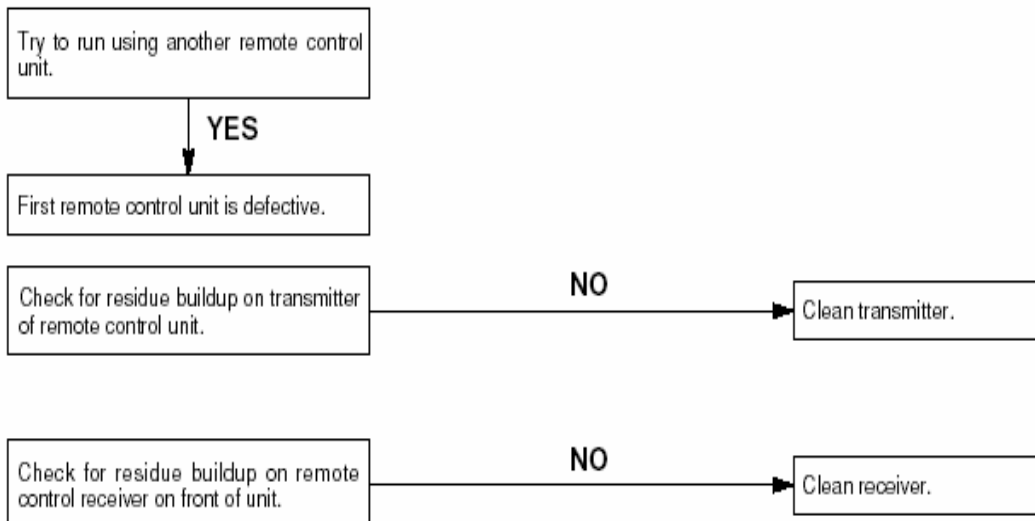 Try to run using another remote control
unit.
YES
First remote control unit is defective.
Check for residue buildup on transmitter
of remote control unit.
NO
Clean transmitter.
Check for residue buildup on remote
control receiver on front of unit.
NO
Clean receiver.